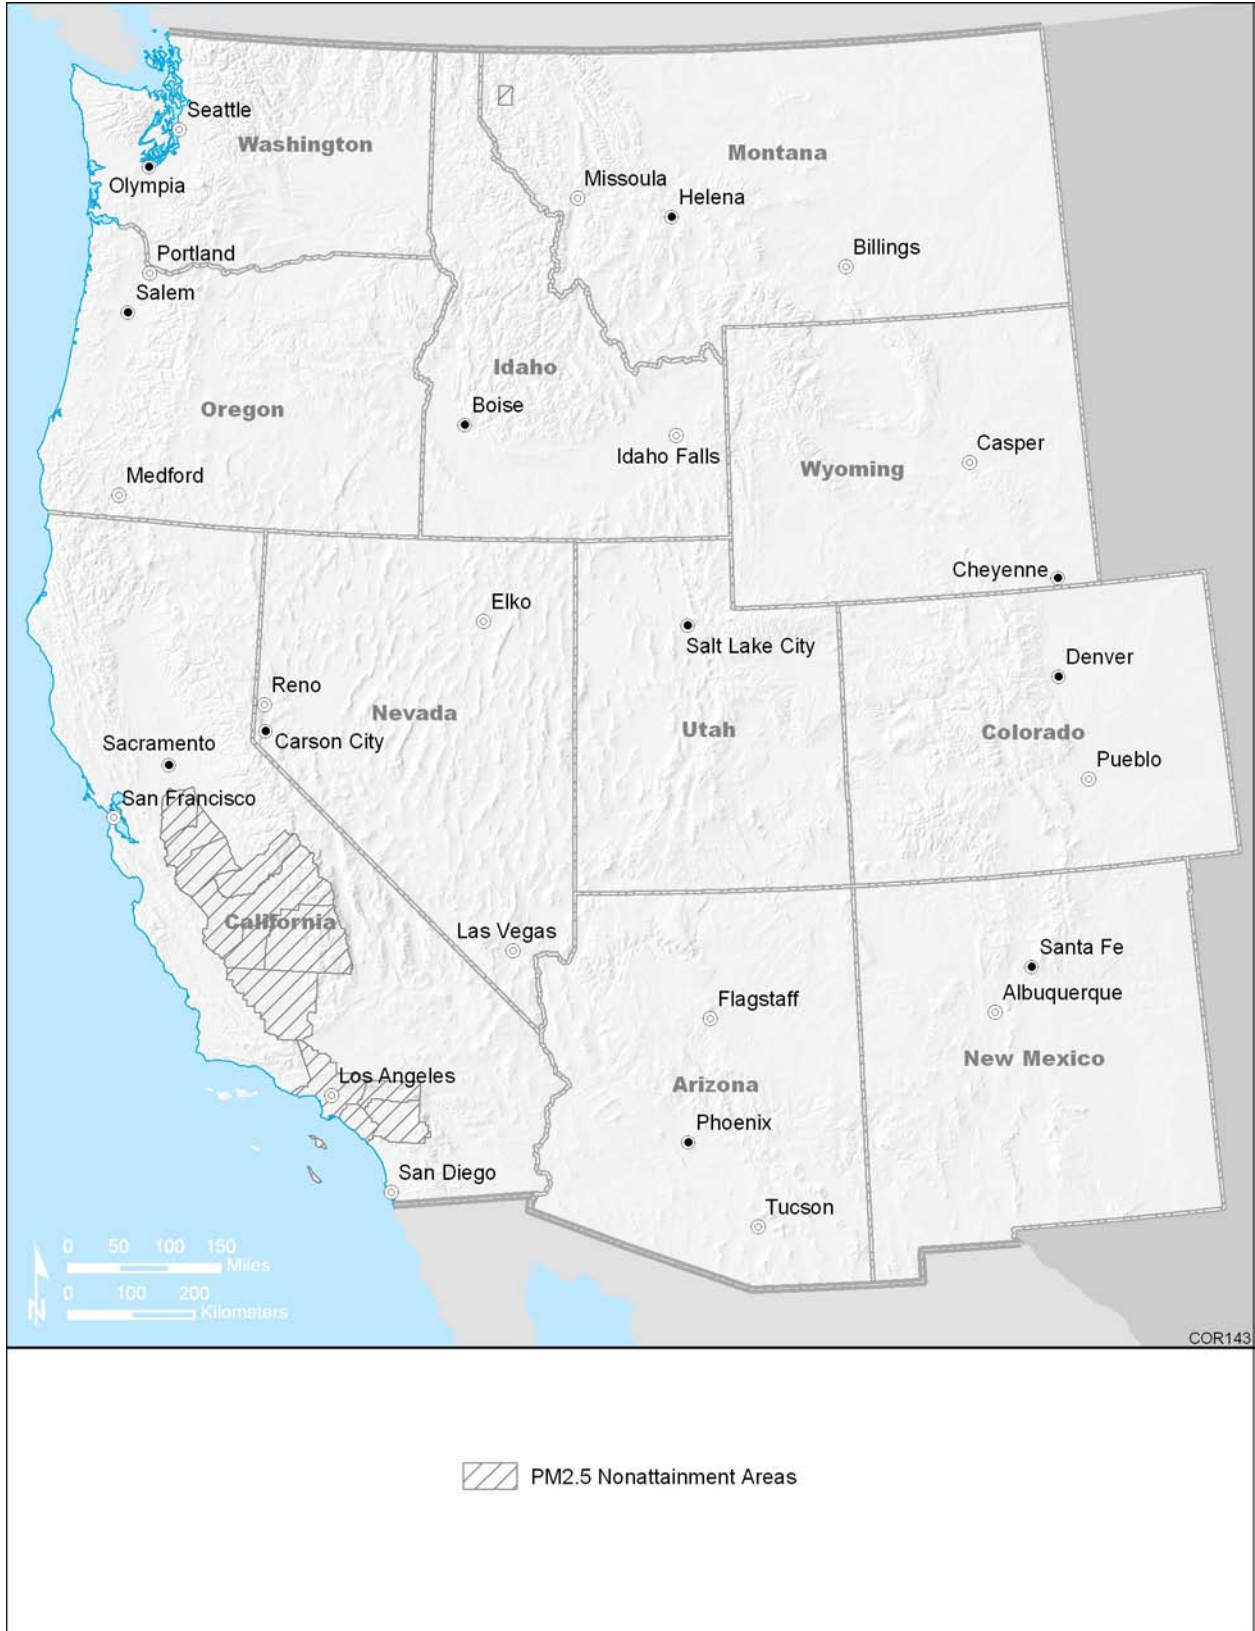 Seattle
Washington
Olympia
Montana
Missoula
Helena
Portland
Billings
Salem
Idaho
Boise
Oregon
Idaho Falls
Casper
Wyoming
Medford
Cheyenne
Elko
Salt Lake City
Denver
Reno
Nevada
Carson City
Utah
Colorado
Sacramento
Pueblo
San Francisco
California
Las Vegas
Santa Fe
Flagstaff
Albuquerque
New Mexico
Los Angeles
Arizona
Phoenix
San Diego
Tucson
0 50 100 150
Miles
0 100 200
Kilometers
N
COR143
PM2.5 Nonattainment Areas